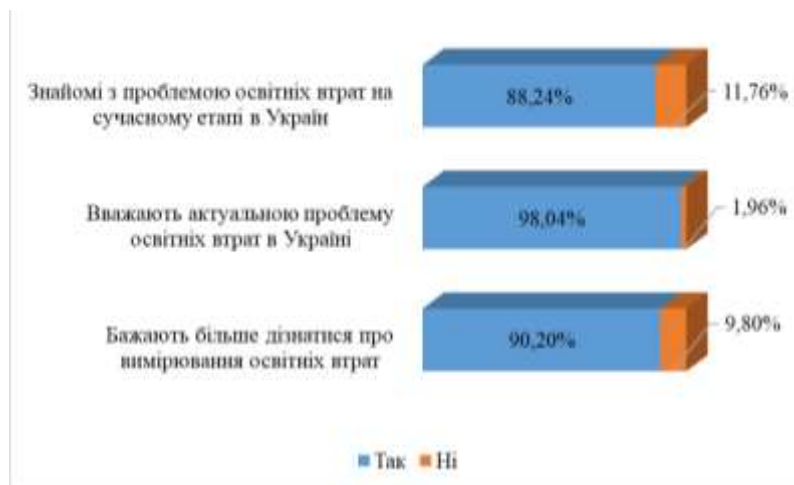 Знайомі з проблемою освітніх втрат на
сучасному етапі в Україн
88,24%
11,76%
Вважають актуальною проблему
освітніх втрат в Україні
98,04%
1,96%
Бажають більше дізнатися про
вимірювання освітніх втрат
90,20%
9,80%
Так Ні